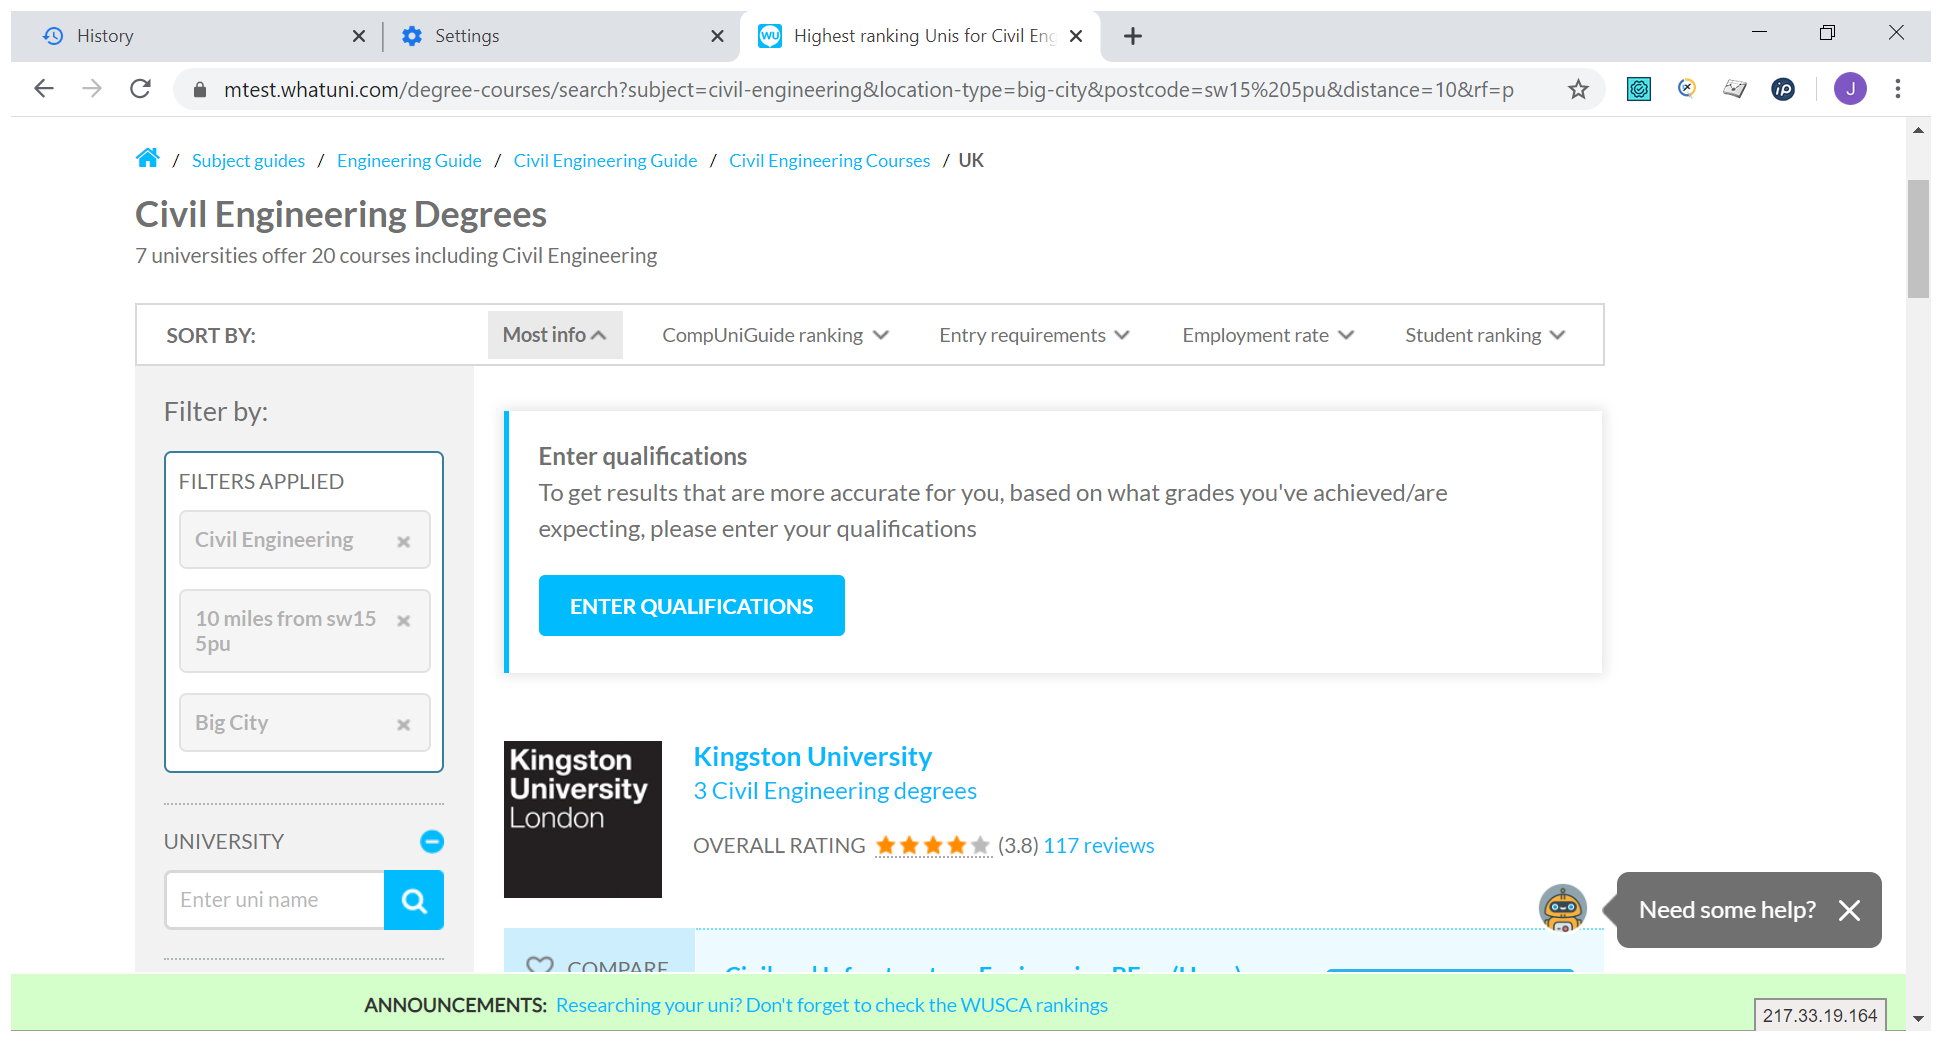 History
Settings
Highest ranking Unis for Civil Eng
mtest.whatuni.com/degree-courses/search?subject=civil-engineering&location-type=big-city&postcode=sw15%205pu&distance=10&rf=p
J
/ Subject guides / Engineering Guide / Civil Engineering Guide / Civil Engineering Courses / UK
Civil Engineering Degrees
7 universities offer 20 courses including Civil Engineering
SORT BY: Most info CompUniGuide ranking Entry requirements Employment rate Student ranking
Filter by:
FILTERS APPLIED
Civil Engineering
10 miles from sw15
5pu
Big City
UNIVERSITY
Enter uni name
Enter qualifications
To get results that are more accurate for you, based on what grades you've achieved/are
expecting, please enter your qualifications
ENTER QUALIFICATIONS
Kingston
University
London
Kingston University
3 Civil Engineering degrees
OVERALL RATING (3.8) 117 reviews
Need some help?
COMPARE
ANNOUNCEMENTS: Researching your uni? Don't forget to check the WUSCA rankings
217.33.19.164